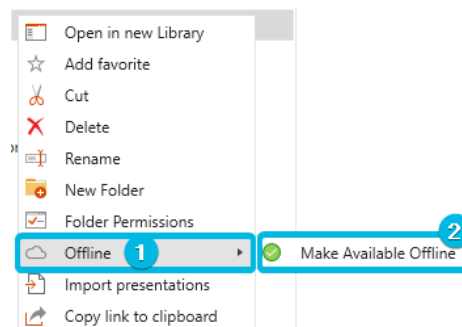 Open in new Library
Add favorite
Cut
Delete
Rename
New Folder
Folder Permissions
Offline 1
2
Make Available Offline
Import presentations
Copy link to clipboard